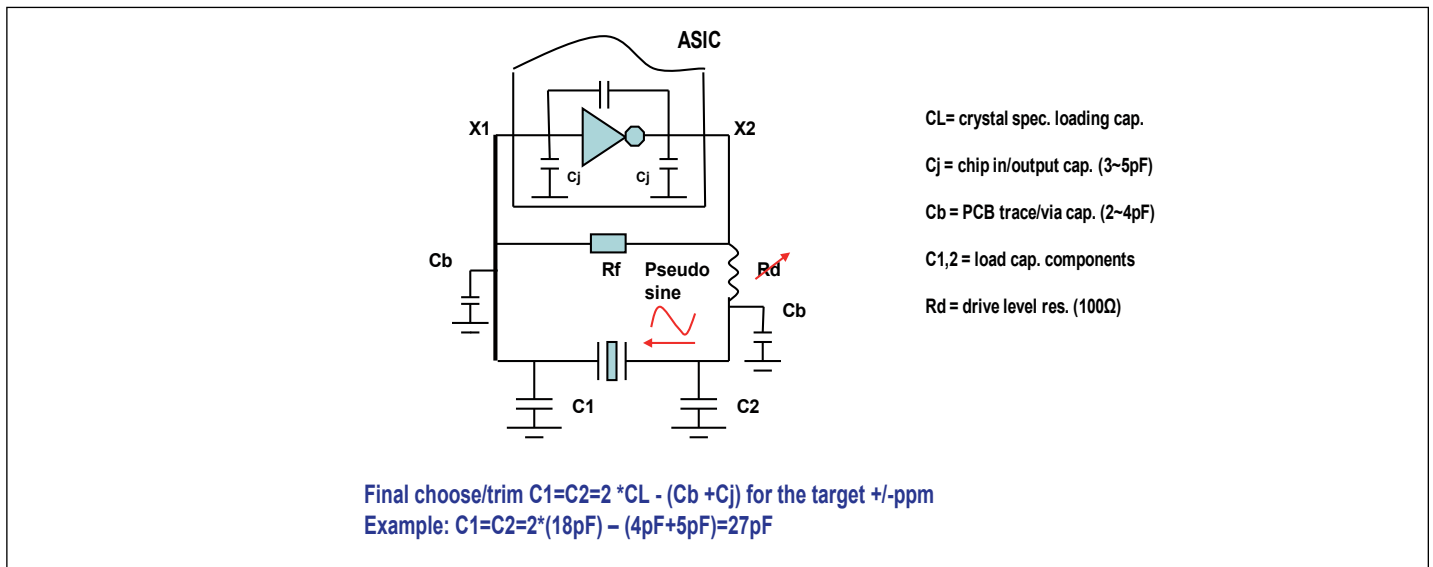 ASIC
X1
X2
Cj
Cj
Cb
Rf
Pseudo
sine
Rd
Cb
C1
C2
CL= crystal spec. loading cap.
Cj = chip in/output cap. (3~5pF)
Cb = PCB trace/via cap. (2~4pF)
C1,2 = load cap. components
Rd = drive level res. (100Ω)
Final choose/trim C1=C2=2 *CL - (Cb +Cj) for the target +/-ppm
Example: C1=C2=2*(18pF) – (4pF+5pF)=27pF